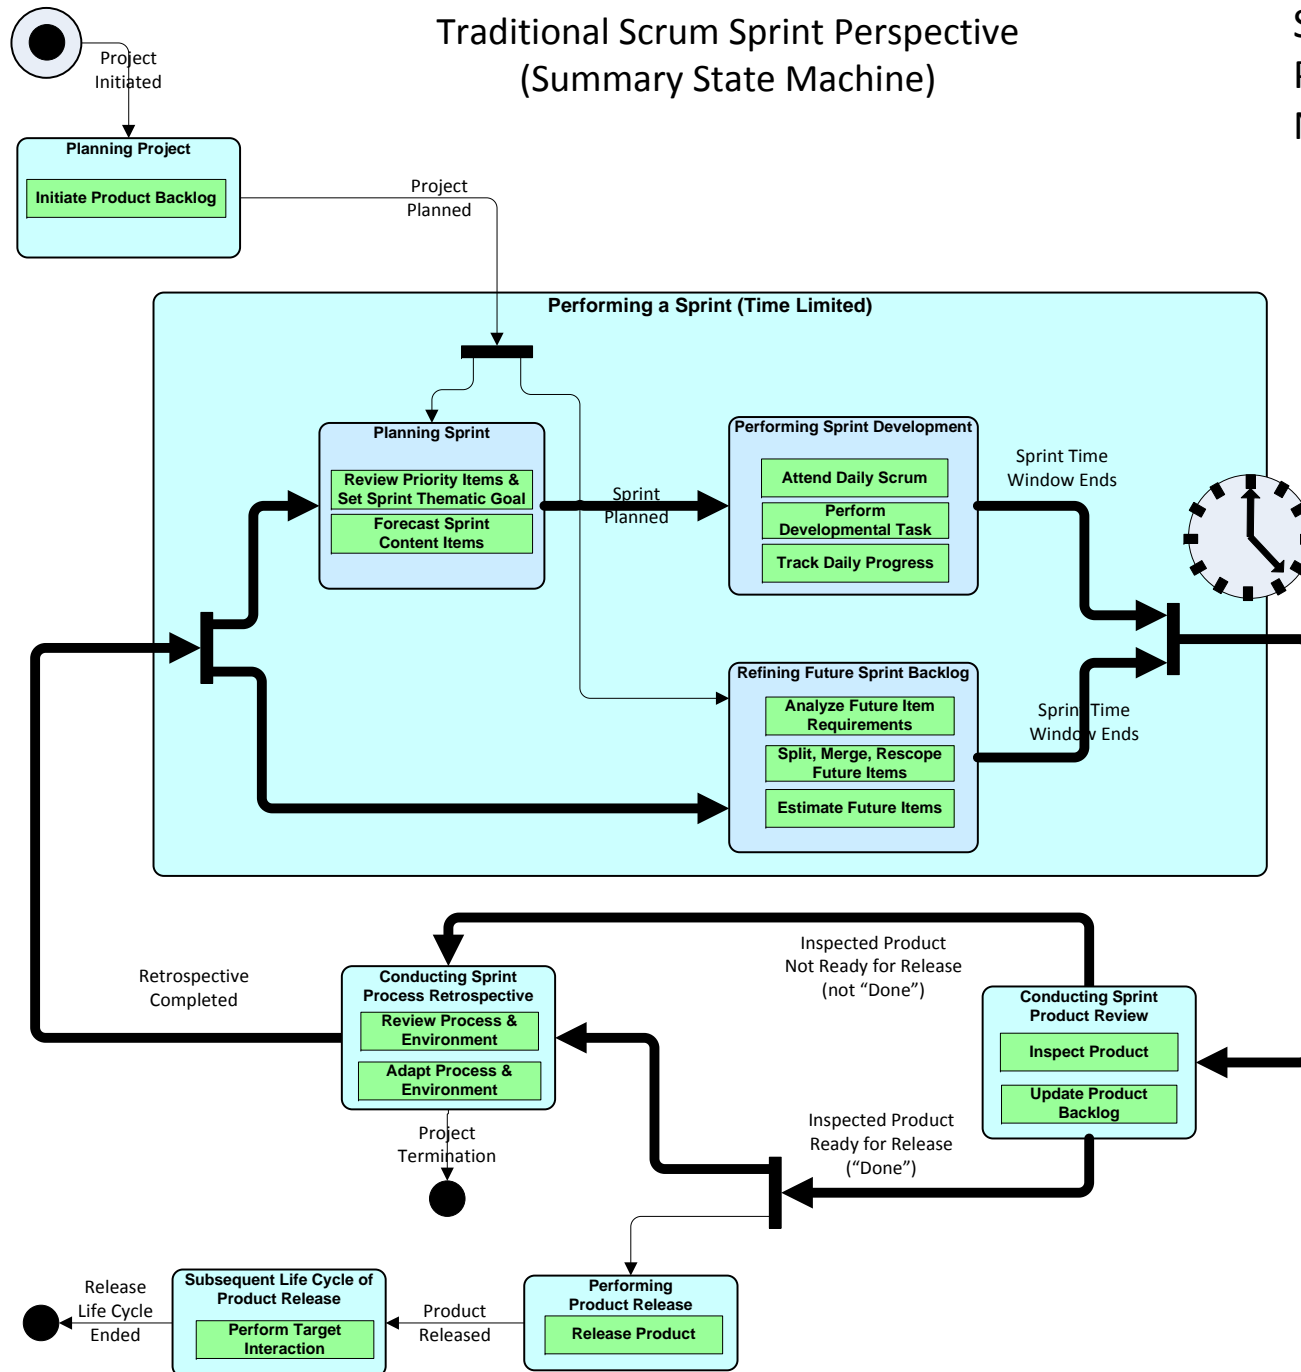 Traditional Scrum Sprint Perspective
(Summary State Machine)
Project
Initiated
Planning Project
Initiate Product Backlog
Project
Planned
Performing a Sprint (Time Limited)
Planning Sprint
Review Priority Items &
Set Sprint Thematic Goal
Forecast Sprint
Content Items
Sprint
Planned
Performing Sprint Development
Attend Daily Scrum
Perform
Developmental Task
Track Daily Progress
Sprint Time
Window Ends
Refining Future Sprint Backlog
Analyze Future Item
Requirements
Split, Merge, Rescope
Future Items
Estimate Future Items
Sprint Time
Window Ends
Retrospective
Completed
Conducting Sprint
Process Retrospective
Review Process &
Environment
Adapt Process &
Environment
Inspected Product
Not Ready for Release
(not “Done”)
Conducting Sprint
Product Review
Inspect Product
Update Product
Backlog
Project
Termination
Inspected Product
Ready for Release
(“Done”)
Release
Life Cycle
Ended
Subsequent Life Cycle of
Product Release
Perform Target
Interaction
Product
Released
Performing
Product Release
Release Product